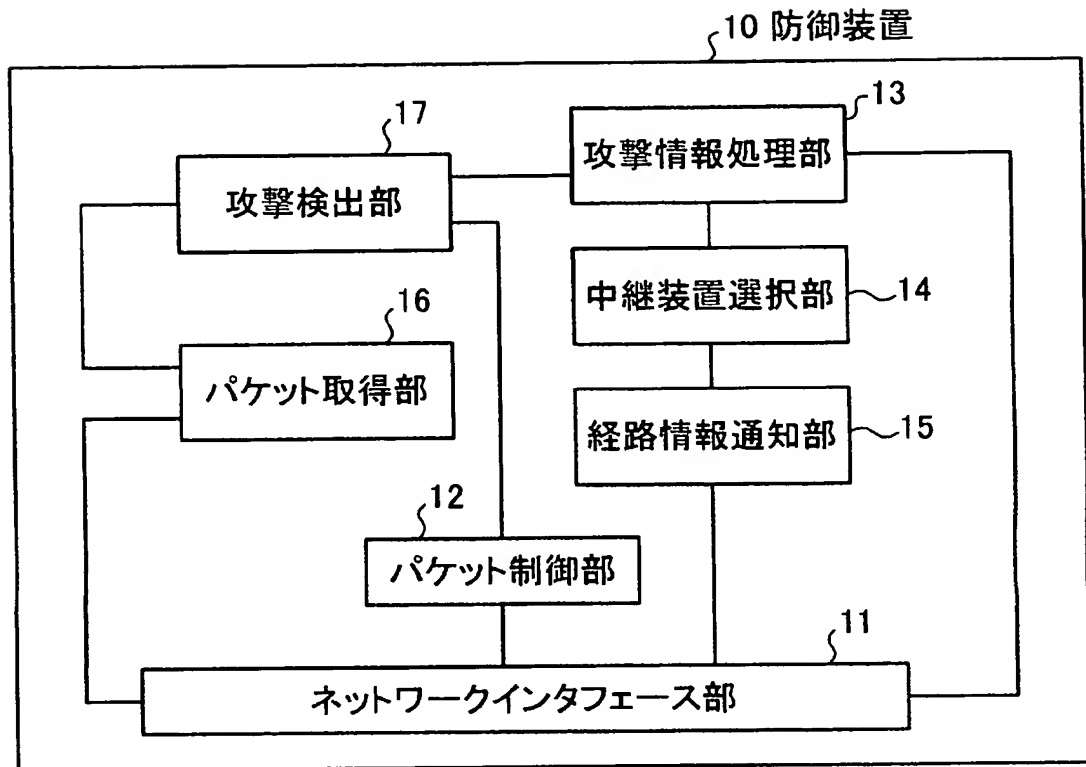 10 防御装置
13
攻撃情報処理部
17
攻撃検出部
中継装置選択部
14
16
パケット取得部
経路情報通知部
15
12
パケット制御部
11
ネットワークインタフェース部